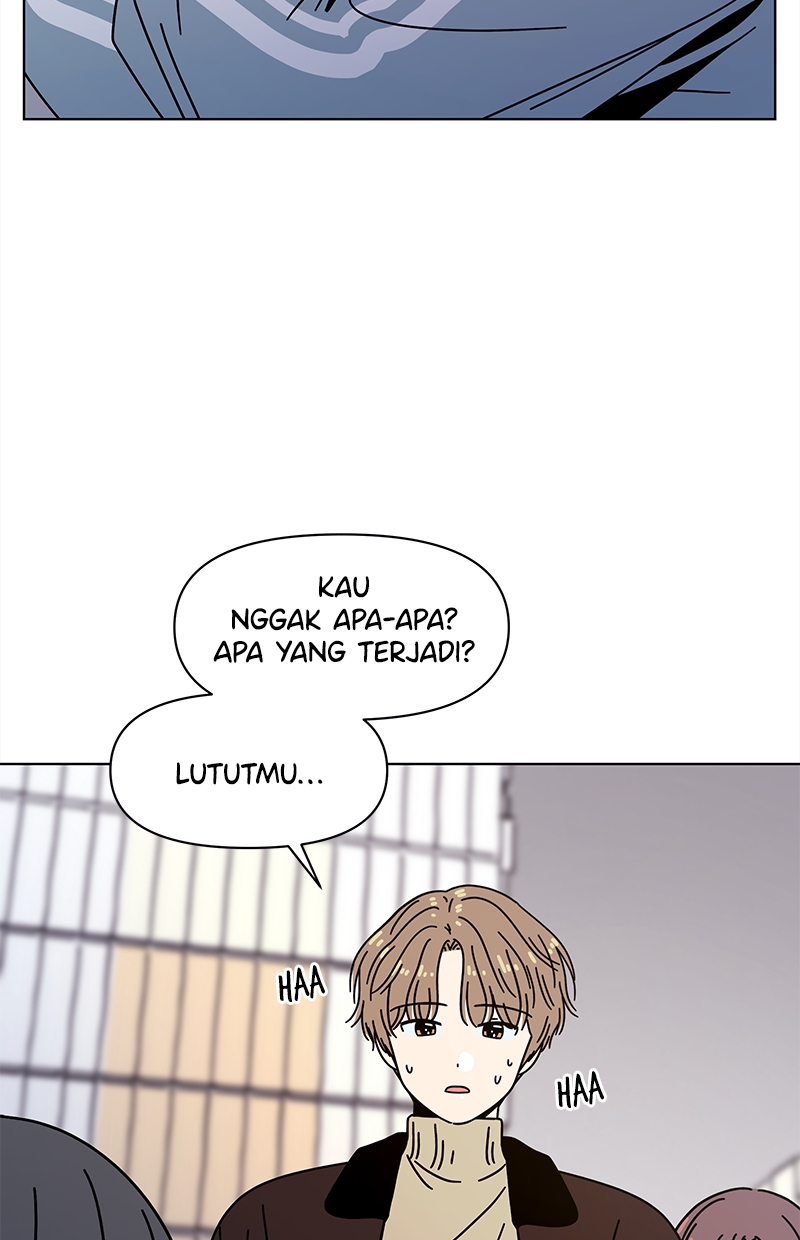 KAU
NGGAK APA-APA?
APA YANG TERJADI?
LUTUTMU...
HAA
HAA